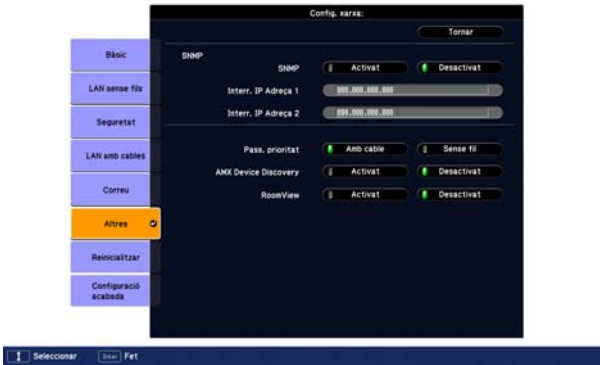 Config. xarxa:
Tornar
Bàsic
LAN sense fils
Seguretat
LAN amb cables
Correu
Altres
Reinicialitzar
Configuració
acabada
SNMP
SNMP Activat Desactivat
Interr. IP Adreça 1 000.000.000.000
Interr. IP Adreça 2 000.000.000.000
Pass. prioritat Amb cable Sense fil
AMX Device Discovery Activat Desactivat
RoomView Activat Desactivat
Seleccionar Enter Fet